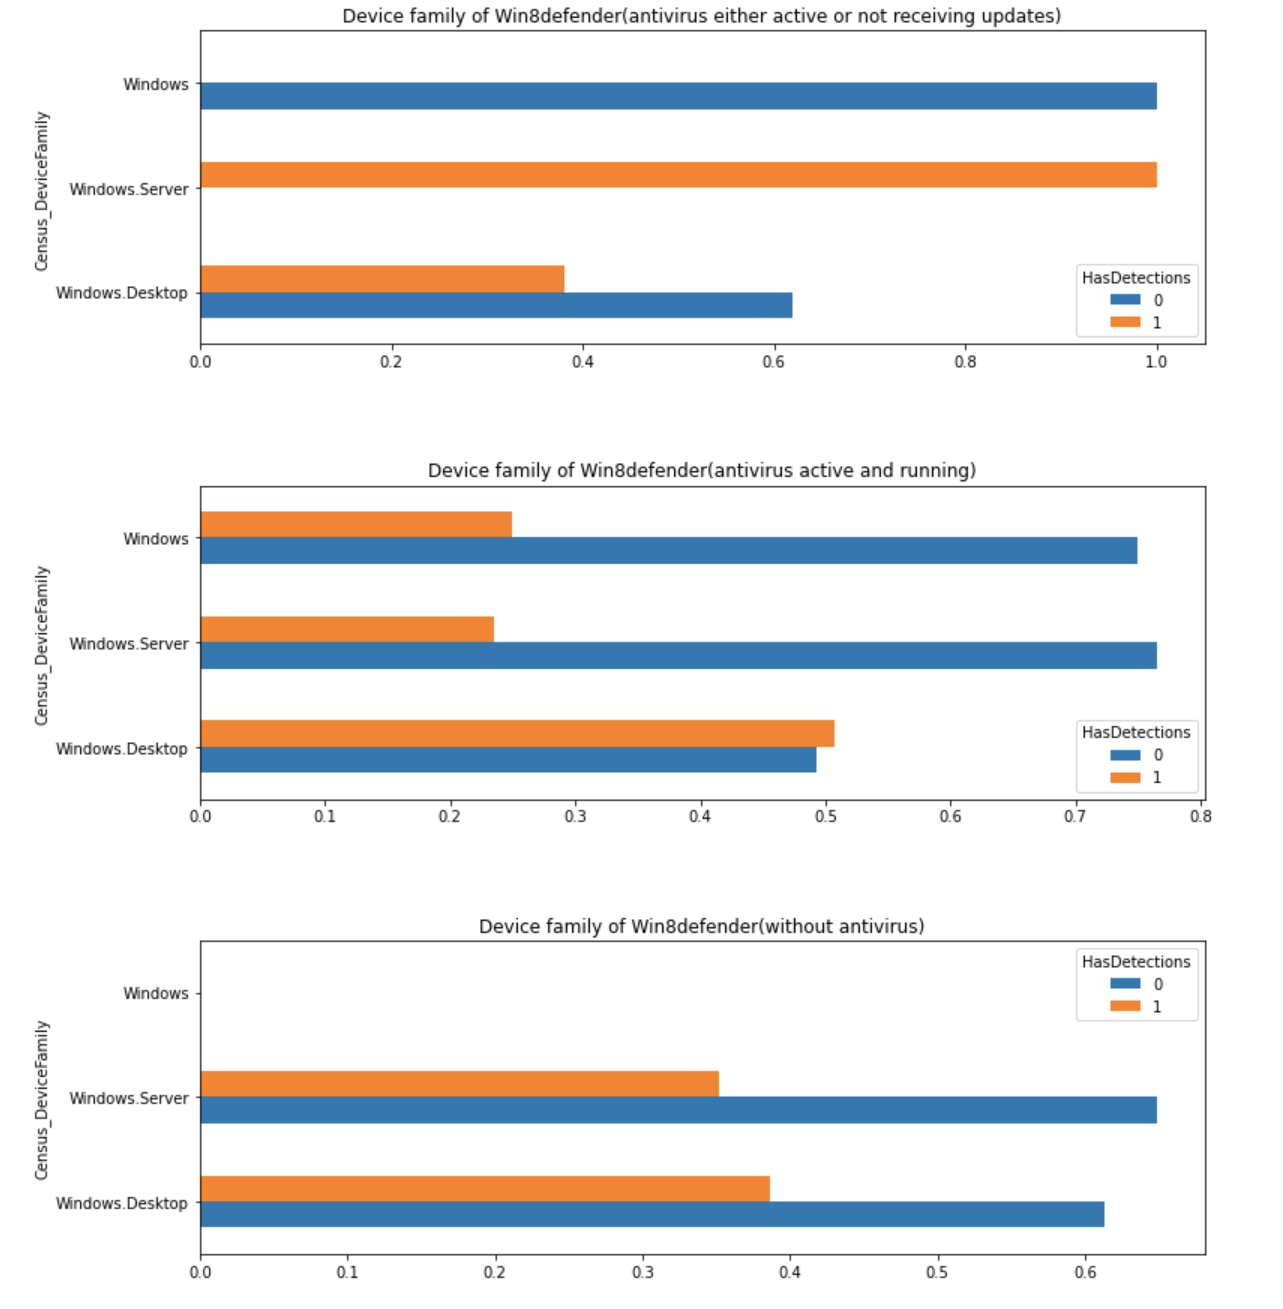 Device family of Win8defender(antivirus either active or not receiving updates)
Census_DeviceFamily
Windows
Windows.Server
Windows.Desktop
HasDetections
0
1
0.0 0.2 0.4 0.6 0.8 1.0
Device family of Win8defender(antivirus active and running)
Census_DeviceFamily
Windows
Windows.Server
Windows.Desktop
HasDetections
0
1
0.0 0.1 0.2 0.3 0.4 0.5 0.6 0.7 0.8
Device family of Win8defender(without antivirus)
Census_DeviceFamily
HasDetections
0
1
Windows
Windows.Server
Windows.Desktop
0.0 0.1 0.2 0.3 0.4 0.5 0.6